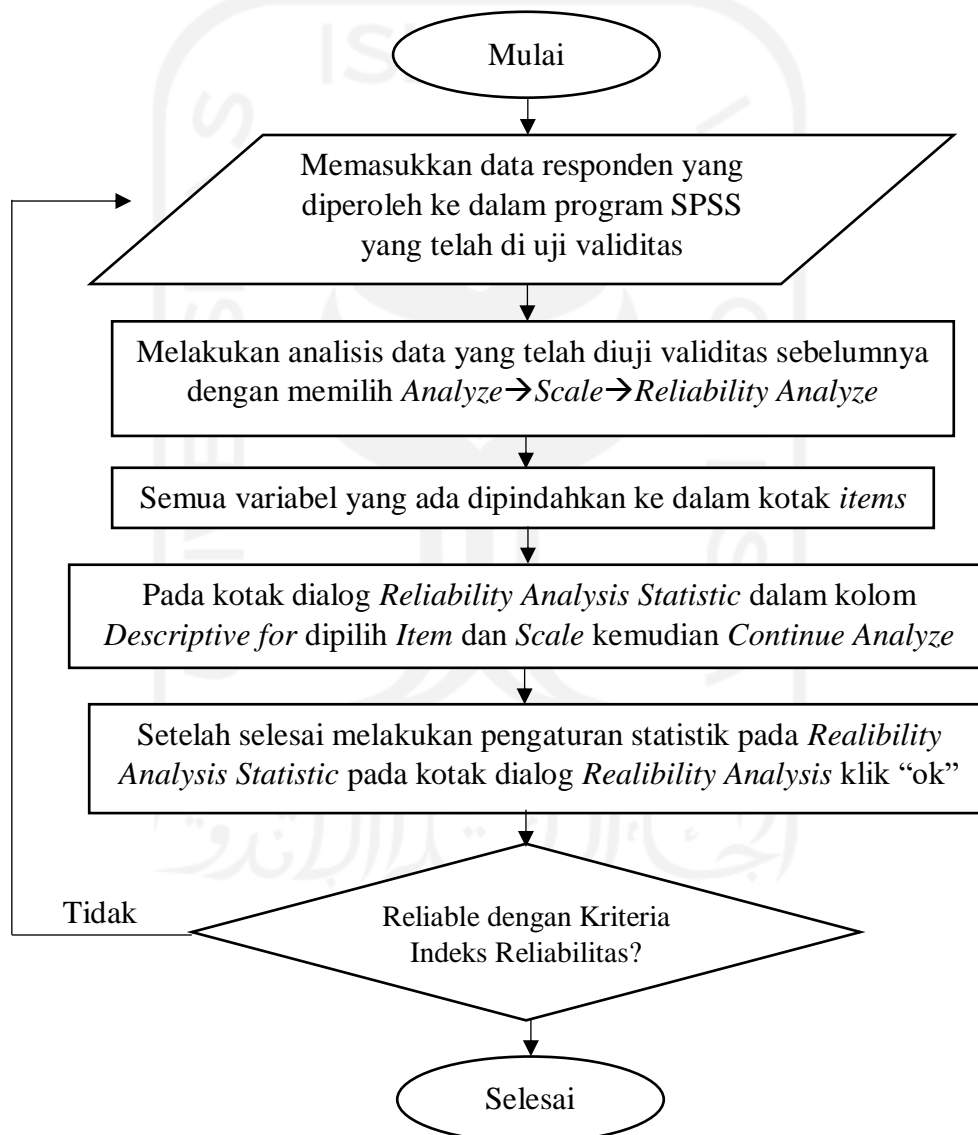 Mulai
Memasukkan data responden yang
diperoleh ke dalam program SPSS
yang telah di uji validitas
Melakukan analisis data yang telah diuji validitas sebelumnya
dengan memilih Analyze→Scale→Reliability Analyze
Semua variabel yang ada dipindahkan ke dalam kotak items
Pada kotak dialog Reliability Analysis Statistic dalam kolom
Descriptive for dipilih Item dan Scale kemudian Continue Analyze
Setelah selesai melakukan pengaturan statistik pada Realibility
Analysis Statistic pada kotak dialog Realibility Analysis klik “ok”
Tidak
Reliable dengan Kriteria
Indeks Reliabilitas?
Selesai